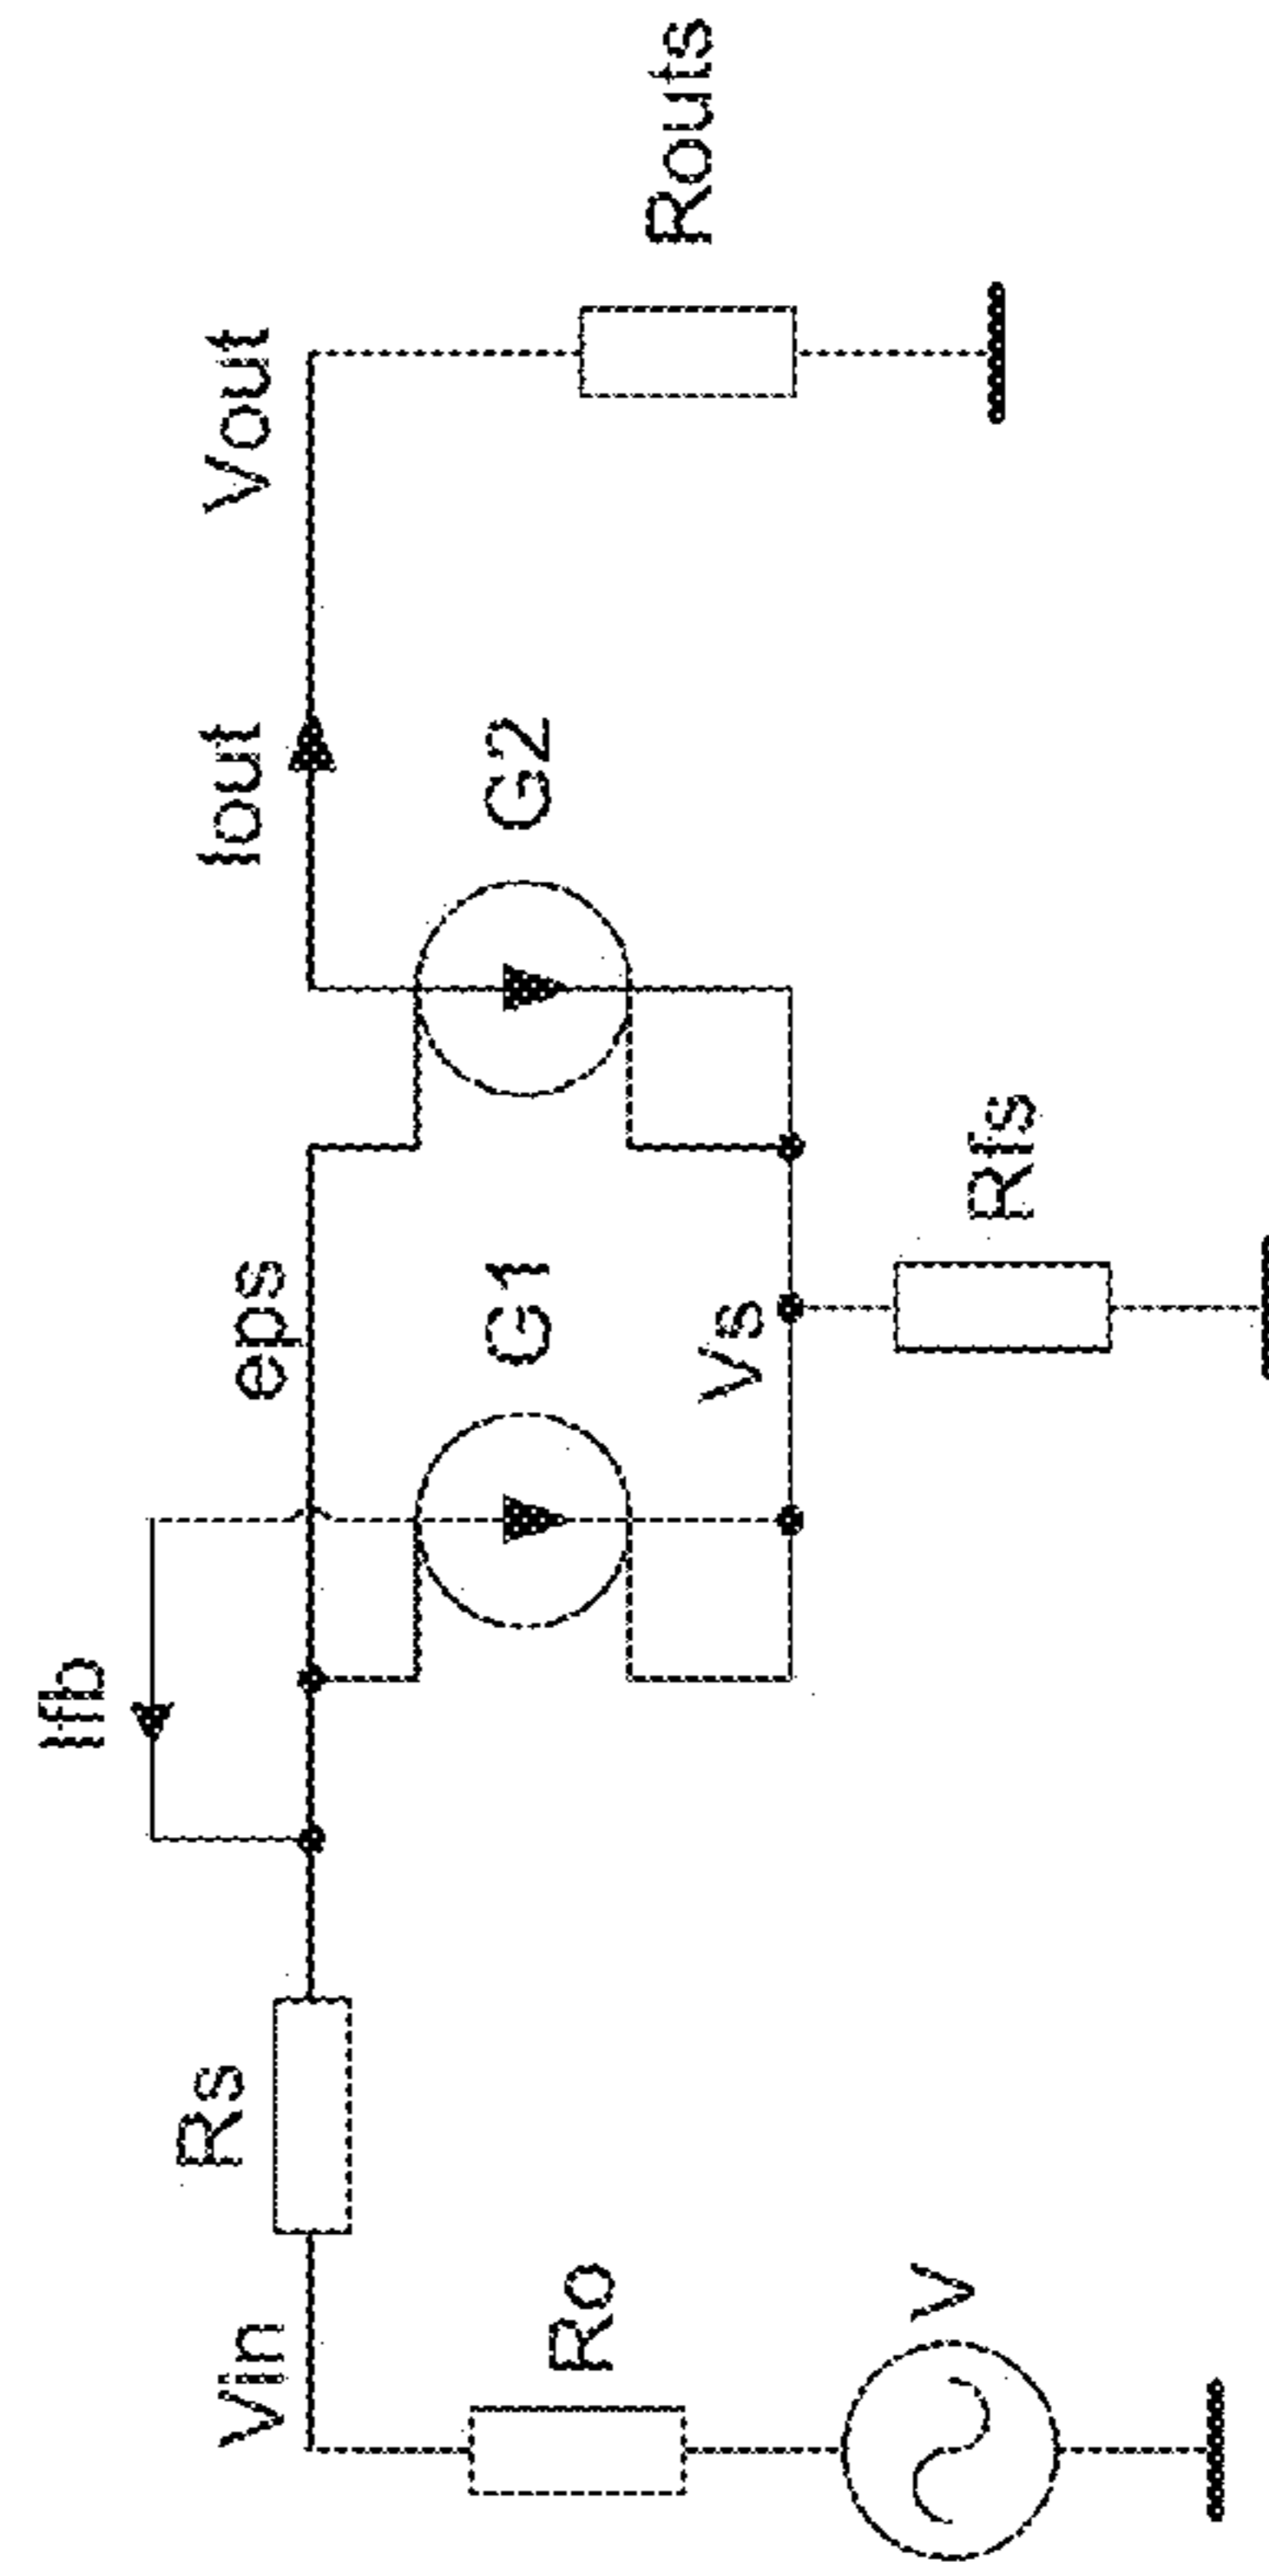 Ifb
Iout
Vout
Vin
Rs
eps
G1
G2
Routs
Ro
Vs
V
Rfs